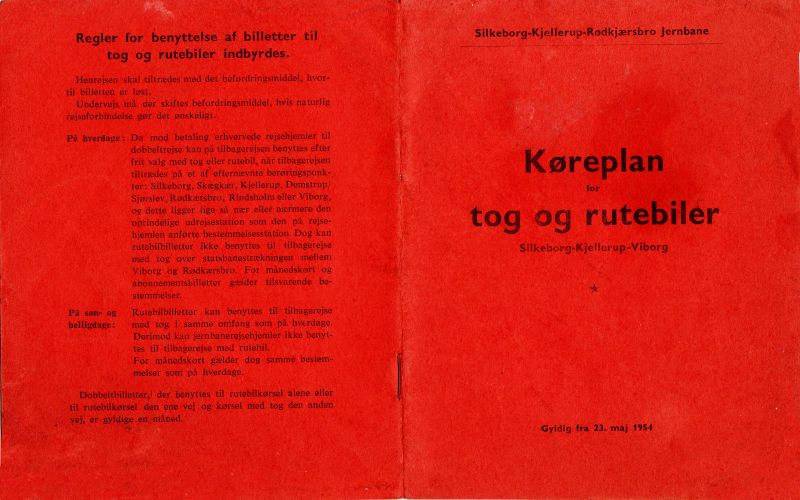 Regler for benyttelse af billetter til
tog og rutebiler indbyrdes.
Henrejsen skal tiltrædes med det befordringsmiddel, hvor-
til billetten er løst.
Undervejs må der skiftes befordringsmiddel, hvis naturlig
rejseforbindelse gør det ønskeligt.
På hverdage: De mod betaling erhvervede rejsehjemler til
dobbeltrejse kan på tilbagerejsen benyttes efter
frit valg med tog eller rutebil, når tilbagerejsen
tiltrædes på et af efternævnte berøringspunk-
ter: Silkeborg, Skægkær, Kjellerup, Demstrup,
Sjørslev, Rødkærsbro, Rindsholm eller Viborg,
og dette ligger lige så nær eller nærmere den
oprindelige udrejsestation som den på rejse-
hjemlen anførte bestemmelsesstation. Dog kan
rutebilbilletter ikke benyttes til tilbagerejse
med tog over statsbanestrækningen mellem
Viborg og Rødkærsbro. For månedskort og
abonnementsbilletter gælder tilsvarende be-
stemmelser.
På søn- og helligdage: Rutebilbilletter kan benyttes til tilbagerejse
med tog i samme omfang som på hverdage.
Derimod kan jernbanerejsehjemler ikke benyt-
tes til tilbagerejse med rutebil.
For månedskort gælder dog samme bestem-
melser som på hverdage.
Dobbeltbilletter, der benyttes til rutebilkørsel alene eller
til rutebilkørsel den ene vej og kørsel med tog den anden
vej, er gyldige en måned.
Silkeborg-Kjellerup-Rødkjærsbro Jernbane
Køreplan
for
tog og rutebiler
Silkeborg-Kjellerup-Viborg
Gyldig fra 23. maj 1954